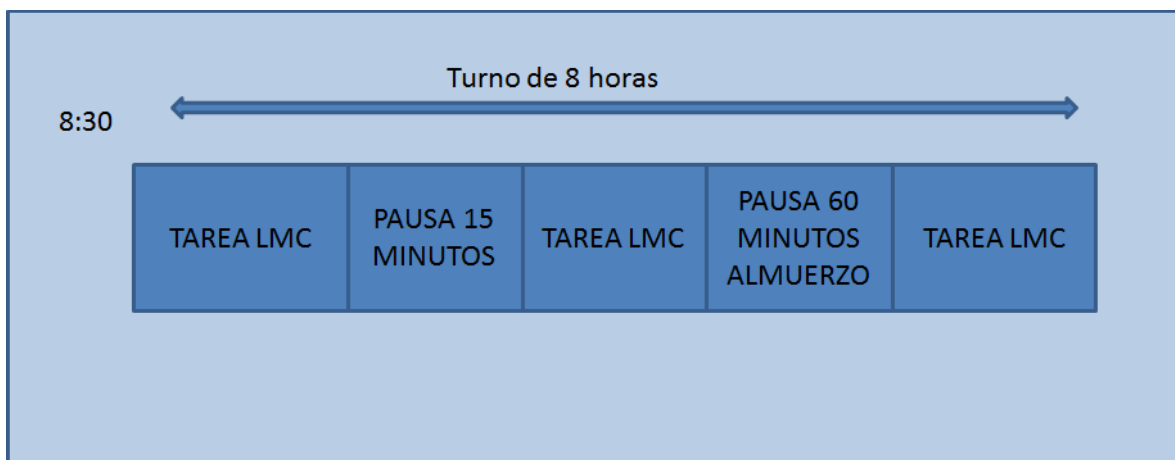 Turno de 8 horas
8:30
TAREA LMC
PAUSA 15
MINUTOS
TAREA LMC
PAUSA 60
MINUTOS
ALMUERZO
TAREA LMC